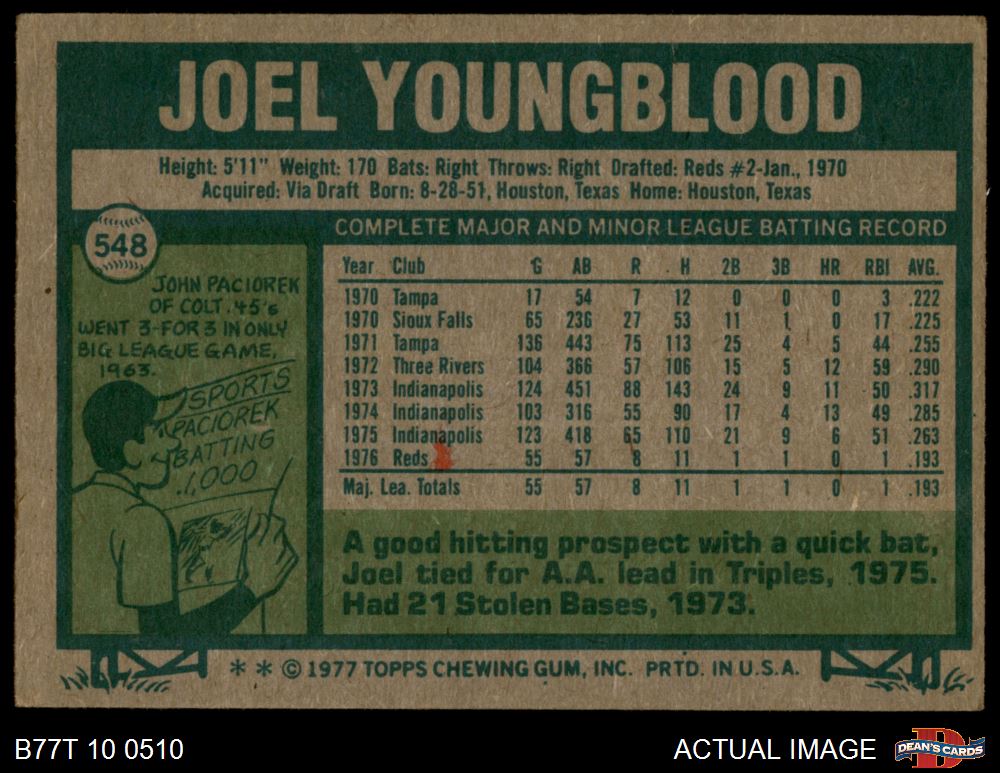 JOEL YOUNGBLOOD
Height: 5'11" Weight: 170 Bats: Right Throws: Right Drafted: Reds #2-Jan., 1970
Acquired: Via Draft Born: 8-28-51, Houston, Texas Home: Houston, Texas
548
JOHN PACIOREK
OF COLT .45's
WENT 3-FOR 3 IN ONLY
BIG LEAGUE GAME,
1963.
SPORTS
PACIOREK
BATTING
1,000
COMPLETE MAJOR AND MINOR LEAGUE BATTING RECORD
Year Club G AB R H 2B 3B HR RBI AVG.
1970 Tampa 17 54 7 12 0 0 0 3 .222
1970 Sioux Falls 65 236 27 53 11 1 0 17 .225
1971 Tampa 136 443 75 113 25 4 5 44 .255
1972 Three Rivers 104 366 57 106 15 5 12 59 .290
1973 Indianapolis 124 451 88 143 24 9 11 50 .317
1974 Indianapolis 103 316 55 90 17 4 13 49 .285
1975 Indianapolis 123 418 65 110 21 9 6 51 .263
1976 Reds 55 57 8 11 1 1 0 1 .193
Maj. Lea. Totals 55 57 8 11 1 1 0 1 .193
A good hitting prospect with a quick bat,
Joel tied for A.A. lead in Triples, 1975.
Had 21 Stolen Bases, 1973.
* * © 1977 TOPPS CHEWING GUM, INC. PRTD. IN U.S.A.
B77T 10 0510
ACTUAL IMAGE
DEAN'S CARDS